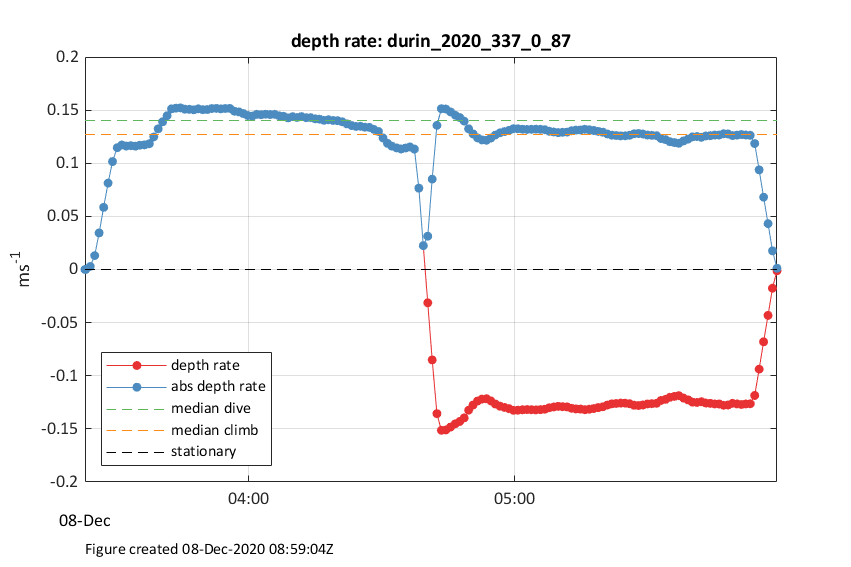 depth rate: durin_2020_337_0_87
0.2
0.15
0.1
0.05
0
-0.05
-0.1
-0.15
-0.2
ms-1
depth rate
abs depth rate
median dive
median climb
stationary
04:00
05:00
08-Dec
Figure created 08-Dec-2020 08:59:04Z